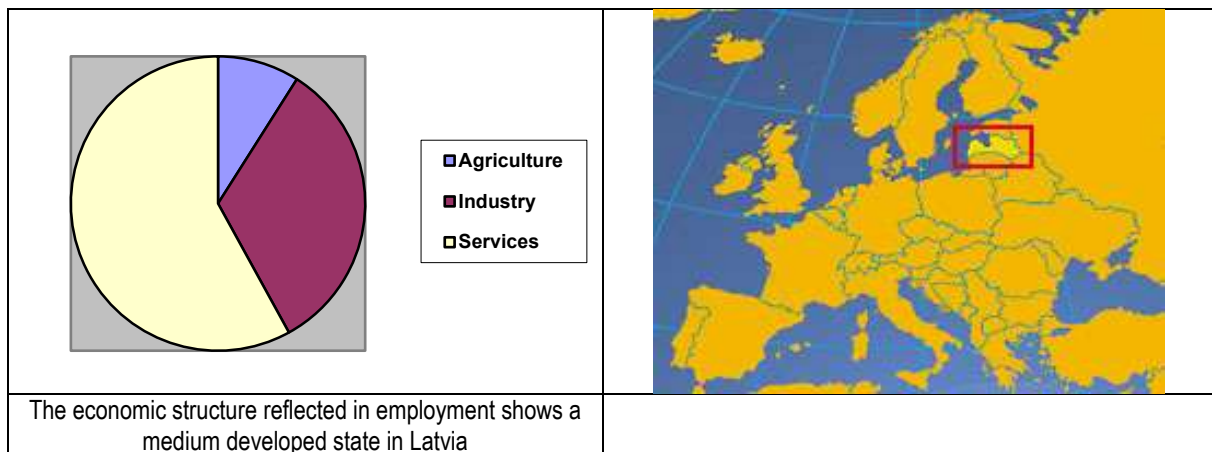 Agriculture
Industry
Services
The economic structure reflected in employment shows a
medium developed state in Latvia